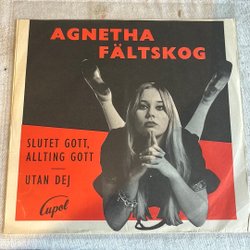 AGNETHA
FÄLTSKOG
SLUTET GOTT,
ALLTING GOTT
UTAN DEJ
Cupol